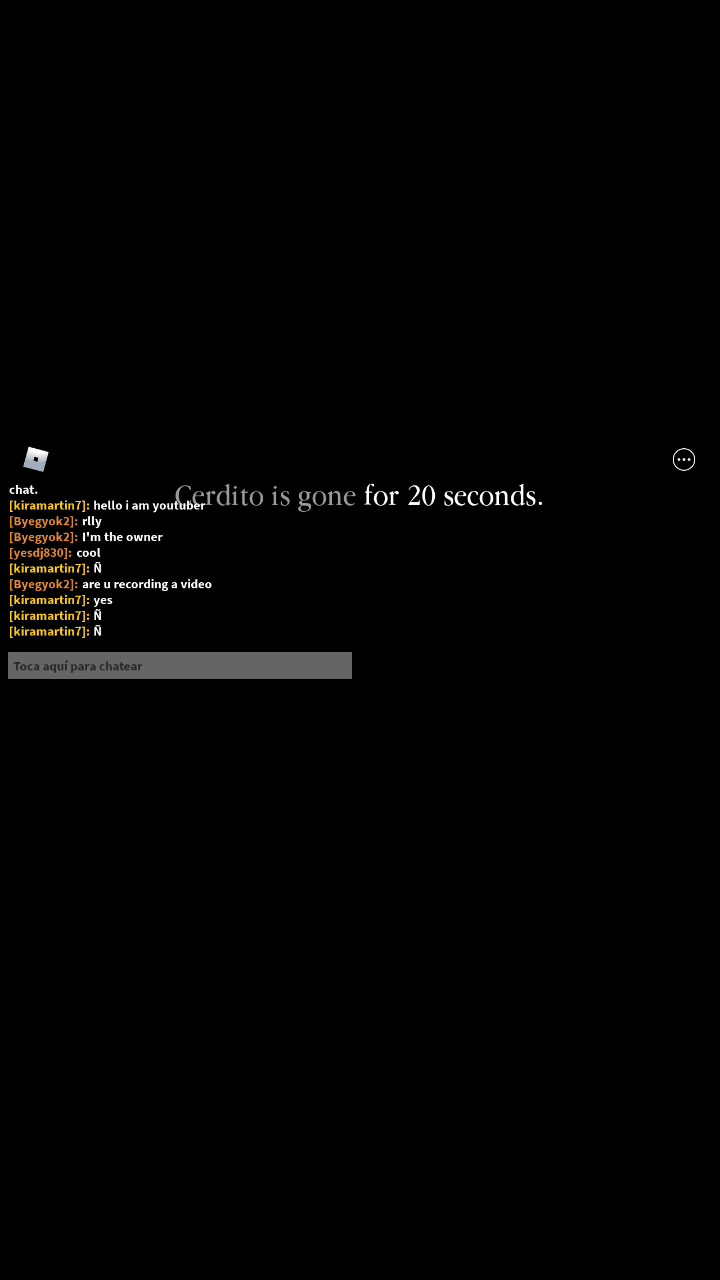 Cerdito is gone for 20 seconds.
chat.
[kiramartin7]: hello i am youtuber
[Byegyok2]: rlly
[Byegyok2]: I'm the owner
[yesdj830]: cool
[kiramartin7]: Ñ
[Byegyok2]: are u recording a video
[kiramartin7]: yes
[kiramartin7]: Ñ
[kiramartin7]: Ñ
Toca aquí para chatear